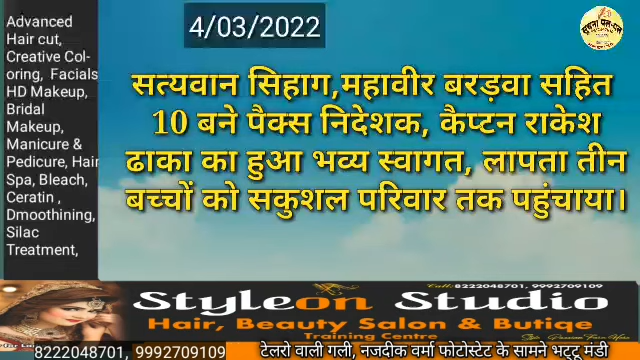 Advanced
Hair cut,
Creative Col-
oring, Facials
HD Makeup,
Bridal
Makeup,
Manicure &
Pedicure, Hair
Spa, Bleach,
Ceratin ,
Dmoothining,
Silac
Treatment,
4/03/2022
सत्यवान सिहाग,महावीर बरड़वा सहित
10 बने पैक्स निदेशक, कैप्टन राकेश
ढाका का हुआ भव्य स्वागत, लापता तीन
बच्चों को सकुशल परिवार तक पहुंचाया।
Call:8222048701, 9992709109
Styleon Studio
Hair, Beauty Salon & Butiqe
Training Centre
8222048701, 9992709109
टेलरो वाली गली, नजदीक वर्मा फोटोस्टेट के सामने भट्टू मंडी